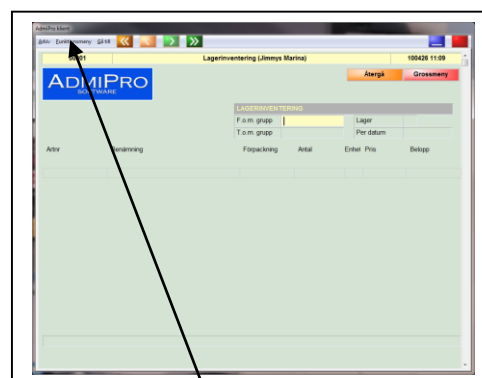 AdmiPro klient
Arkiv Funktionsmeny Gå till
Lagerinventering (Jimmys Marina) 100426 11:09
ADMIPRO
SOFTWARE
Återgå Grossmeny
LAGERINVENTERING
F.o.m. grupp Lager
T.o.m. grupp Per datum
Artnr Benämning Förpackning Antal Enhet Pris Belopp